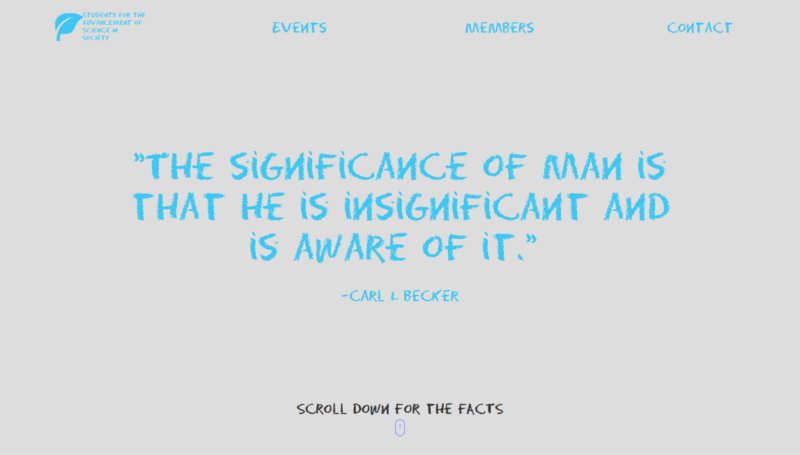 STUDENTS FOR THE
ADVANCEMENT OF
SCIENCE IN
SOCIETY
EVENTS
MEMBERS
CONTACT
"THE SIGNIFICANCE OF MAN IS
THAT HE IS INSIGNIFICANT AND
IS AWARE OF IT."
-CARL L BECKER
SCROLL DOWN FOR THE FACTS